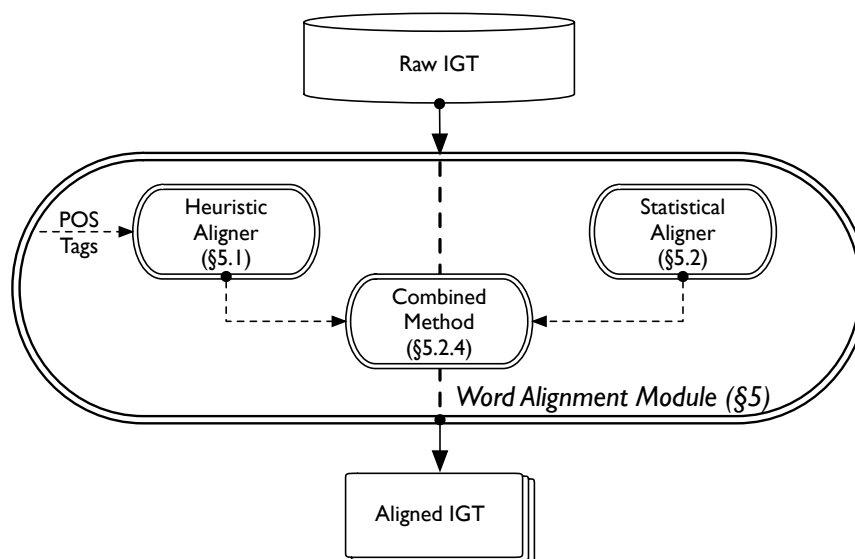 Raw IGT
POS
Tags
Heuristic
Aligner
(§5.1)
Statistical
Aligner
(§5.2)
Combined
Method
(§5.2.4)
Word Alignment Module (§5)
Aligned IGT